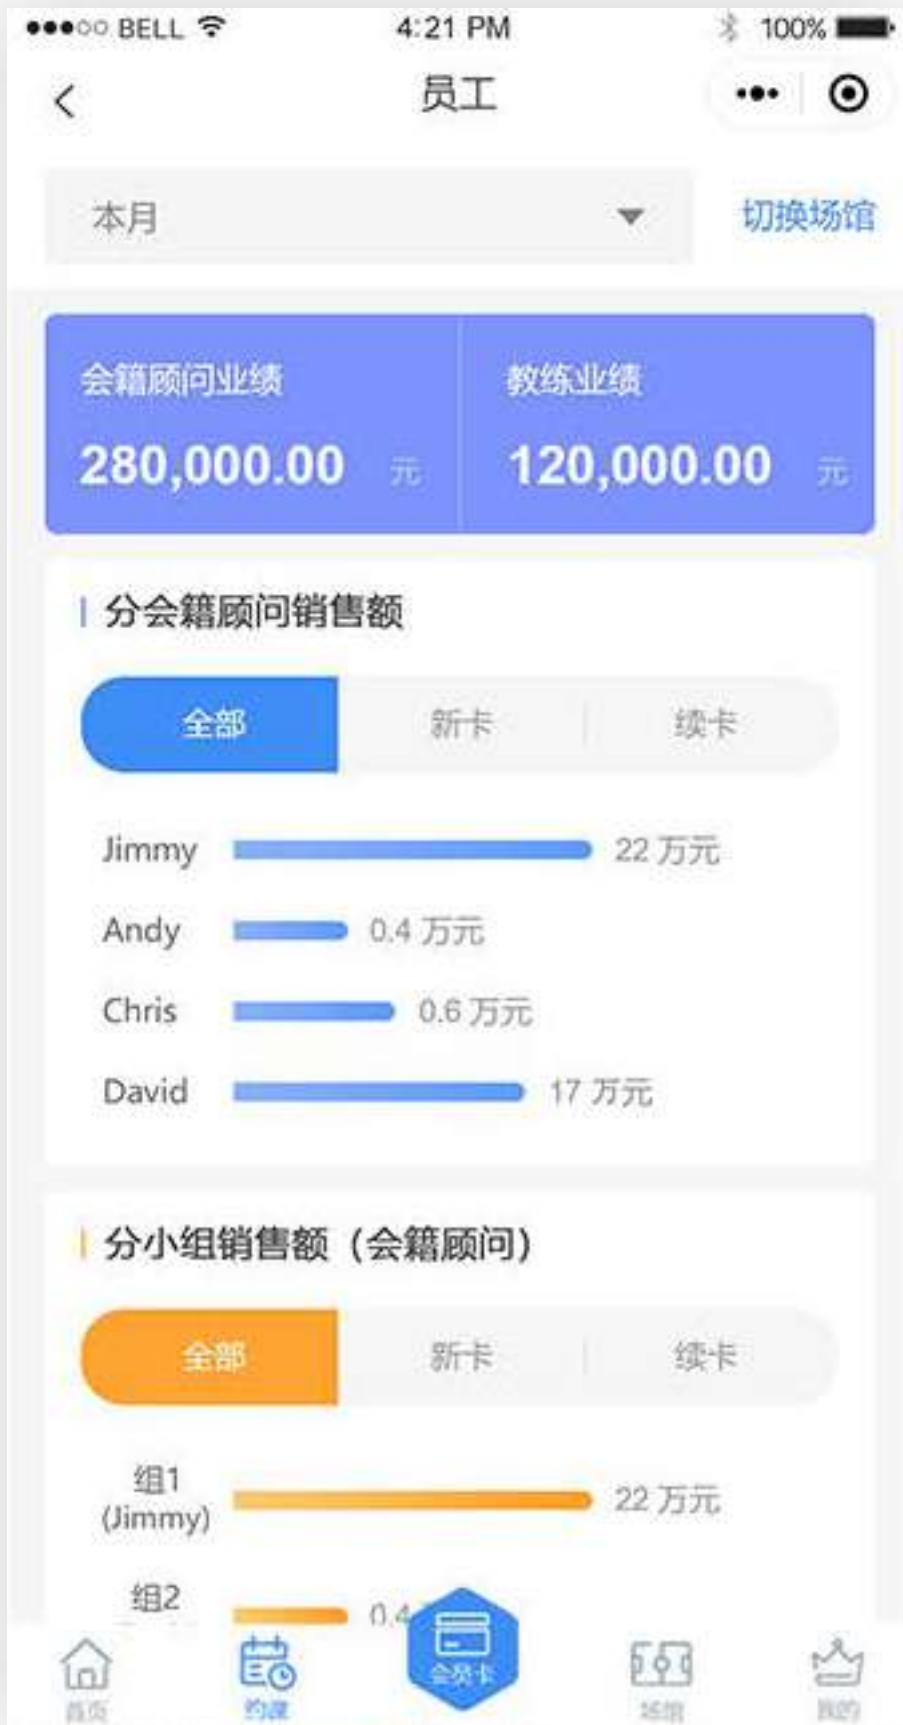 BELL 4:21 PM 100%
员工
本月 切换场馆
会籍顾问业绩 教练业绩
280,000.00 元 120,000.00 元
分会籍顾问销售额
全部 新卡 续卡
Jimmy 22 万元
Andy 0.4 万元
Chris 0.6 万元
David 17 万元
分小组销售额（会籍顾问）
全部 新卡 续卡
组1
(Jimmy) 22 万元
组2
0.4
会员卡
首页 约课 场馆 我的